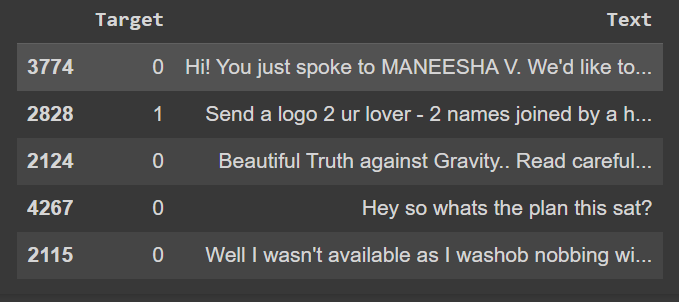 Target Text
3774 0 Hi! You just spoke to MANEESHA V. We'd like to...
2828 1 Send a logo 2 ur lover - 2 names joined by a h...
2124 0 Beautiful Truth against Gravity.. Read careful...
4267 0 Hey so whats the plan this sat?
2115 0 Well I wasn't available as I washob nobbing wi...